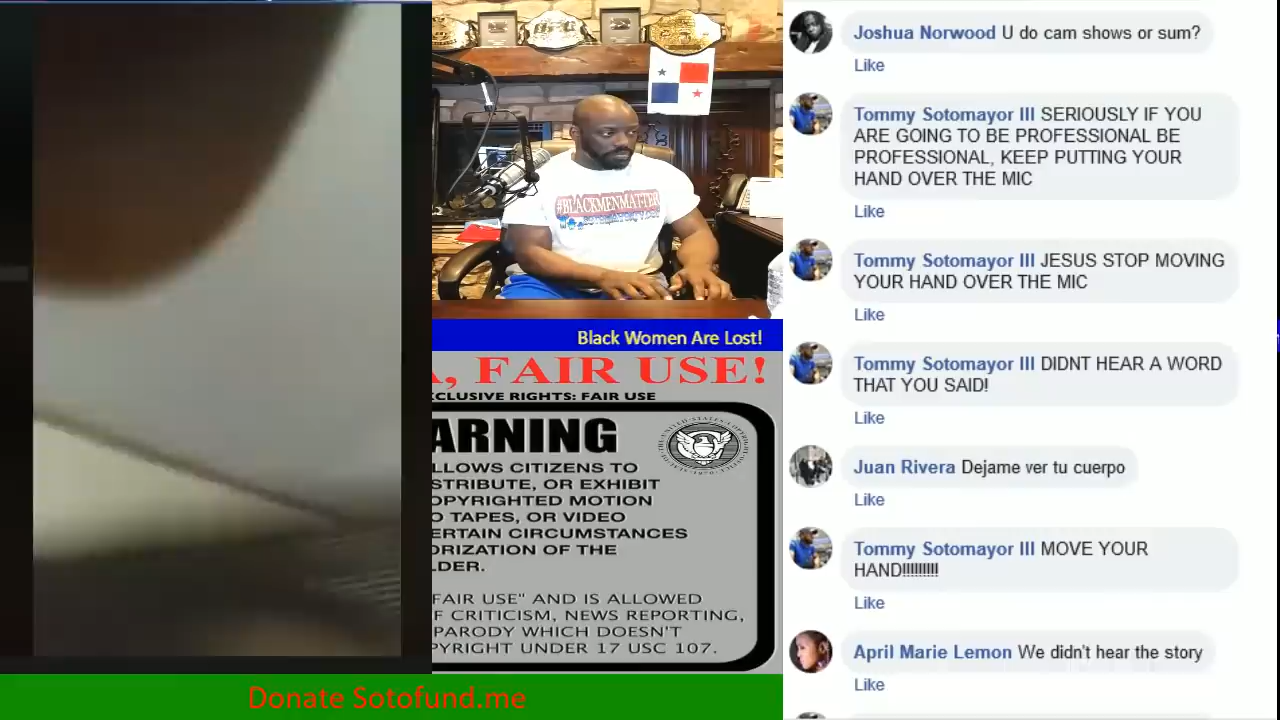 #BLACKMENMATTER
Black Women Are Lost!
, FAIR USE!
XCLUSIVE RIGHTS: FAIR USE
ARNING
LLOWS CITIZENS TO
STRIBUTE, OR EXHIBIT
OPYRIGHTED MOTION
O TAPES, OR VIDEO
ERTAIN CIRCUMSTANCES
ORIZATION OF THE
LDER.
FAIR USE" AND IS ALLOWED
F CRITICISM, NEWS REPORTING,
PARODY WHICH DOESN'T
PYRIGHT UNDER 17 USC 107.
Donate Sotofund.me
Joshua Norwood U do cam shows or sum?
Like
Tommy Sotomayor III SERIOUSLY IF YOU
ARE GOING TO BE PROFESSIONAL BE
PROFESSIONAL, KEEP PUTTING YOUR
HAND OVER THE MIC
Like
Tommy Sotomayor III JESUS STOP MOVING
YOUR HAND OVER THE MIC
Like
Tommy Sotomayor III DIDNT HEAR A WORD
THAT YOU SAID!
Like
Juan Rivera Dejame ver tu cuerpo
Like
Tommy Sotomayor III MOVE YOUR
HAND!!!!!!!!!
Like
April Marie Lemon We didn't hear the story
Like